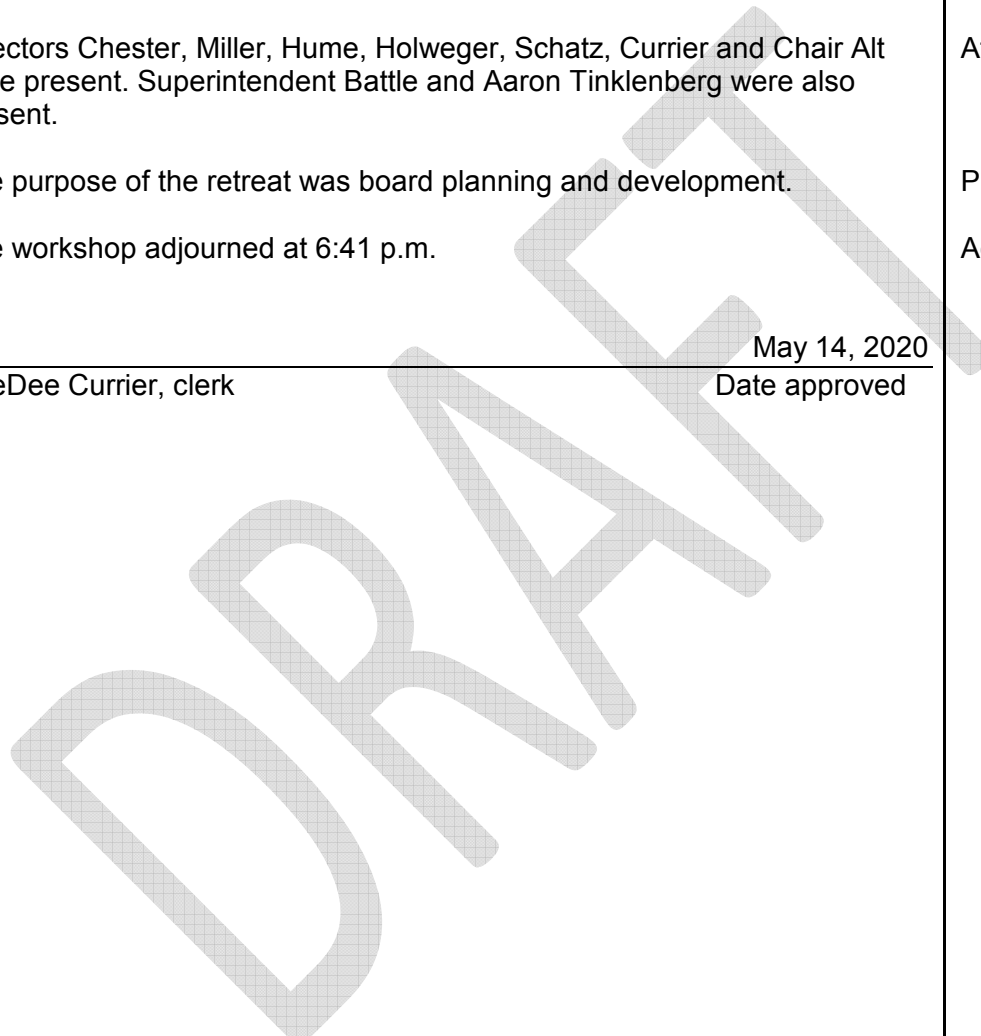 ectors Chester, Miller, Hume, Holweger, Schatz, Currier and Chair Alt
e present. Superintendent Battle and Aaron Tinklenberg were also
sent.
e purpose of the retreat was board planning and development.
e workshop adjourned at 6:41 p.m.
May 14, 2020
eDee Currier, clerk Date approved
A
P
A
DRAFT